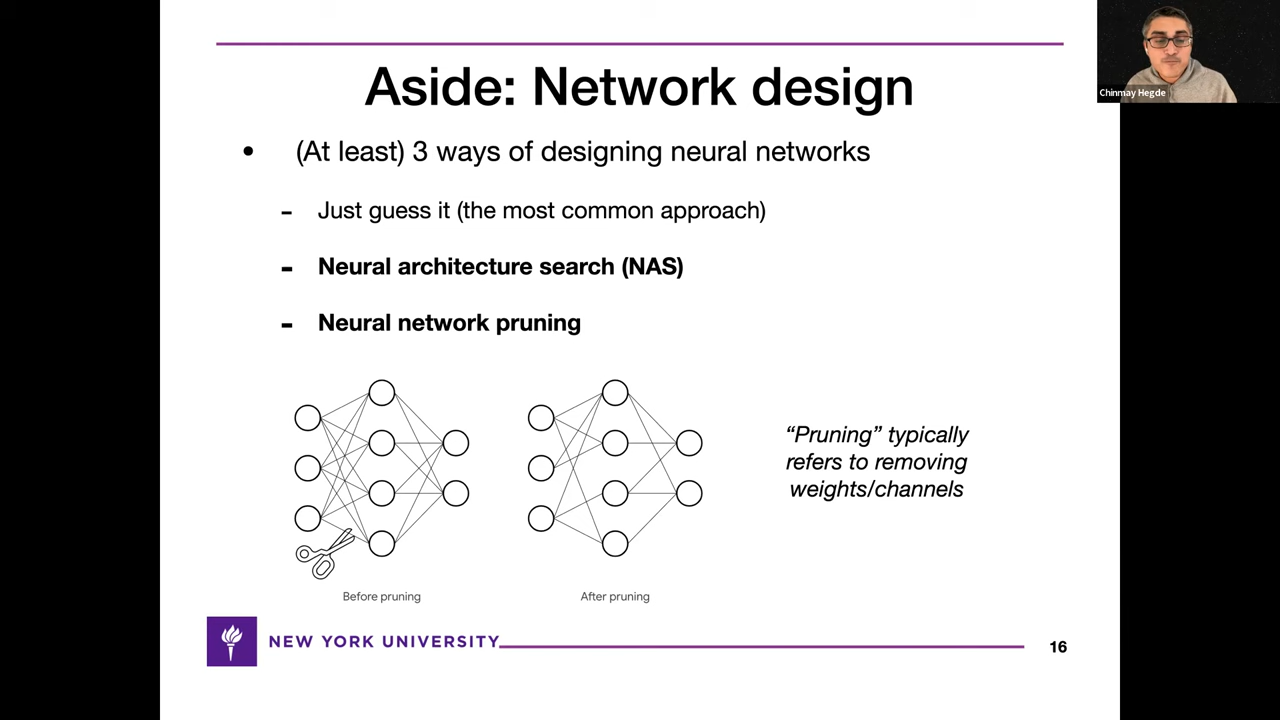 Aside: Network design
Chinmay Hegde
• (At least) 3 ways of designing neural networks
- Just guess it (the most common approach)
- Neural architecture search (NAS)
- Neural network pruning
“Pruning” typically
refers to removing
weights/channels
Before pruning
After pruning
NEW YORK UNIVERSITY
16